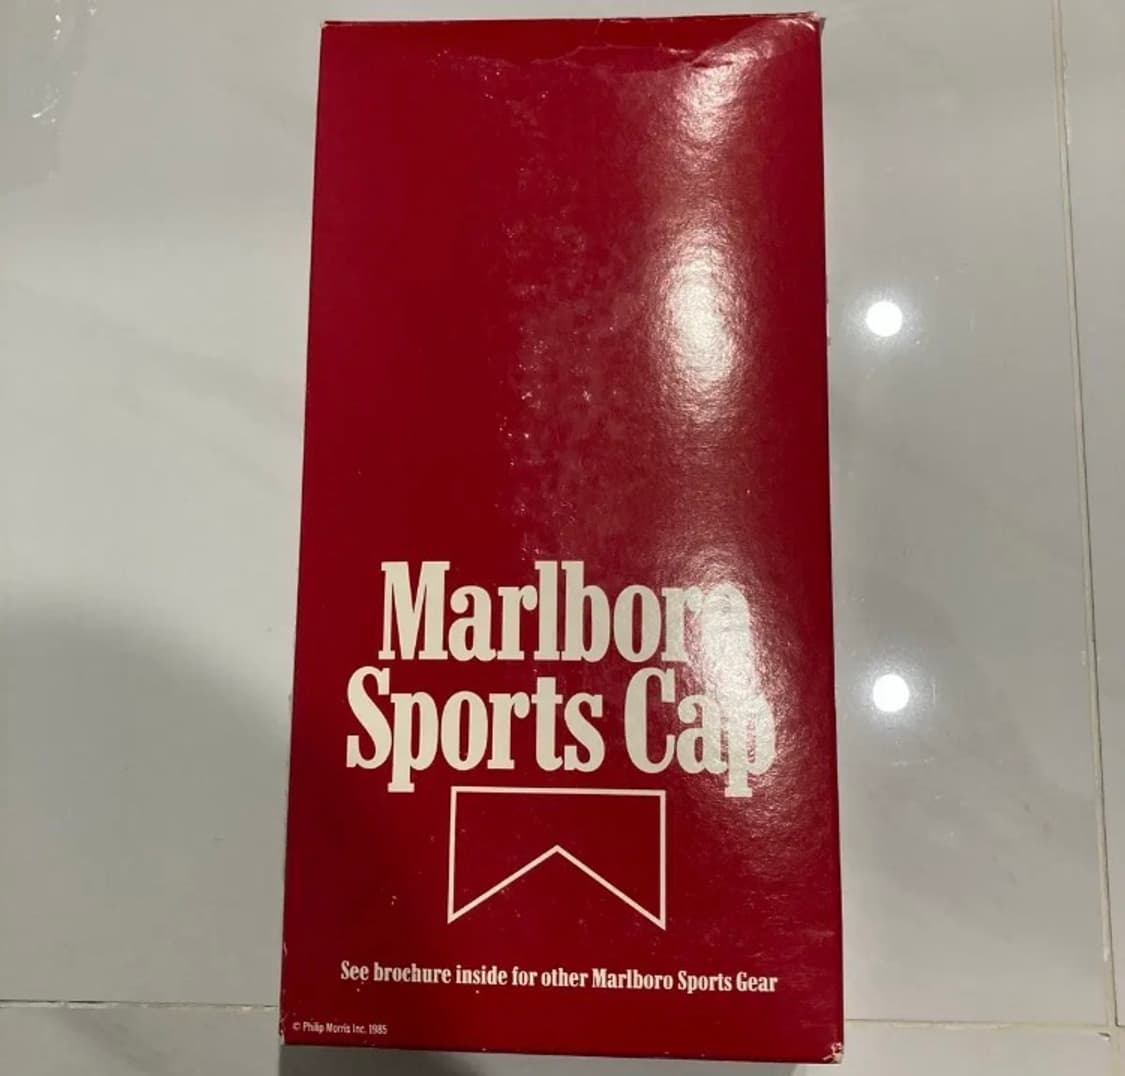 Marlboro
Sports Cap
See brochure inside for other Marlboro Sports Gear
© Philip Morris Inc. 1985